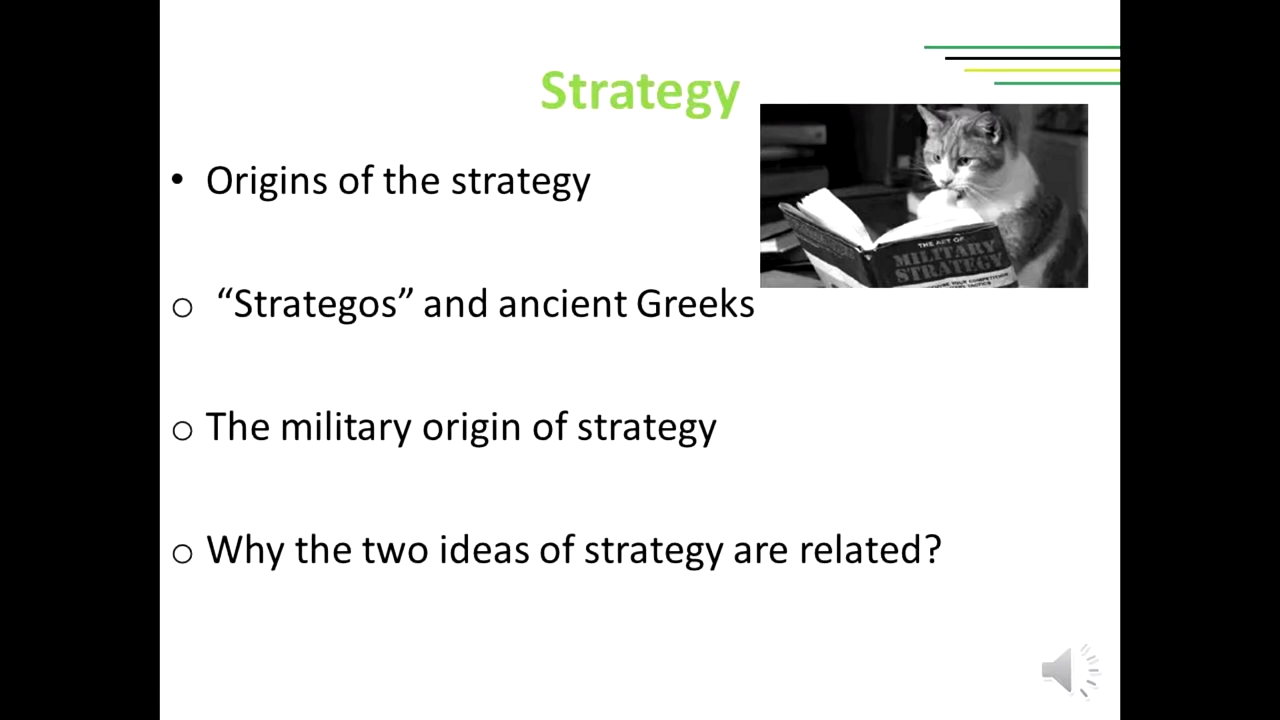 Strategy
• Origins of the strategy
THE ART OF
MILITARY
STRATEGY
o “Strategos” and ancient Greeks
o The military origin of strategy
o Why the two ideas of strategy are related?